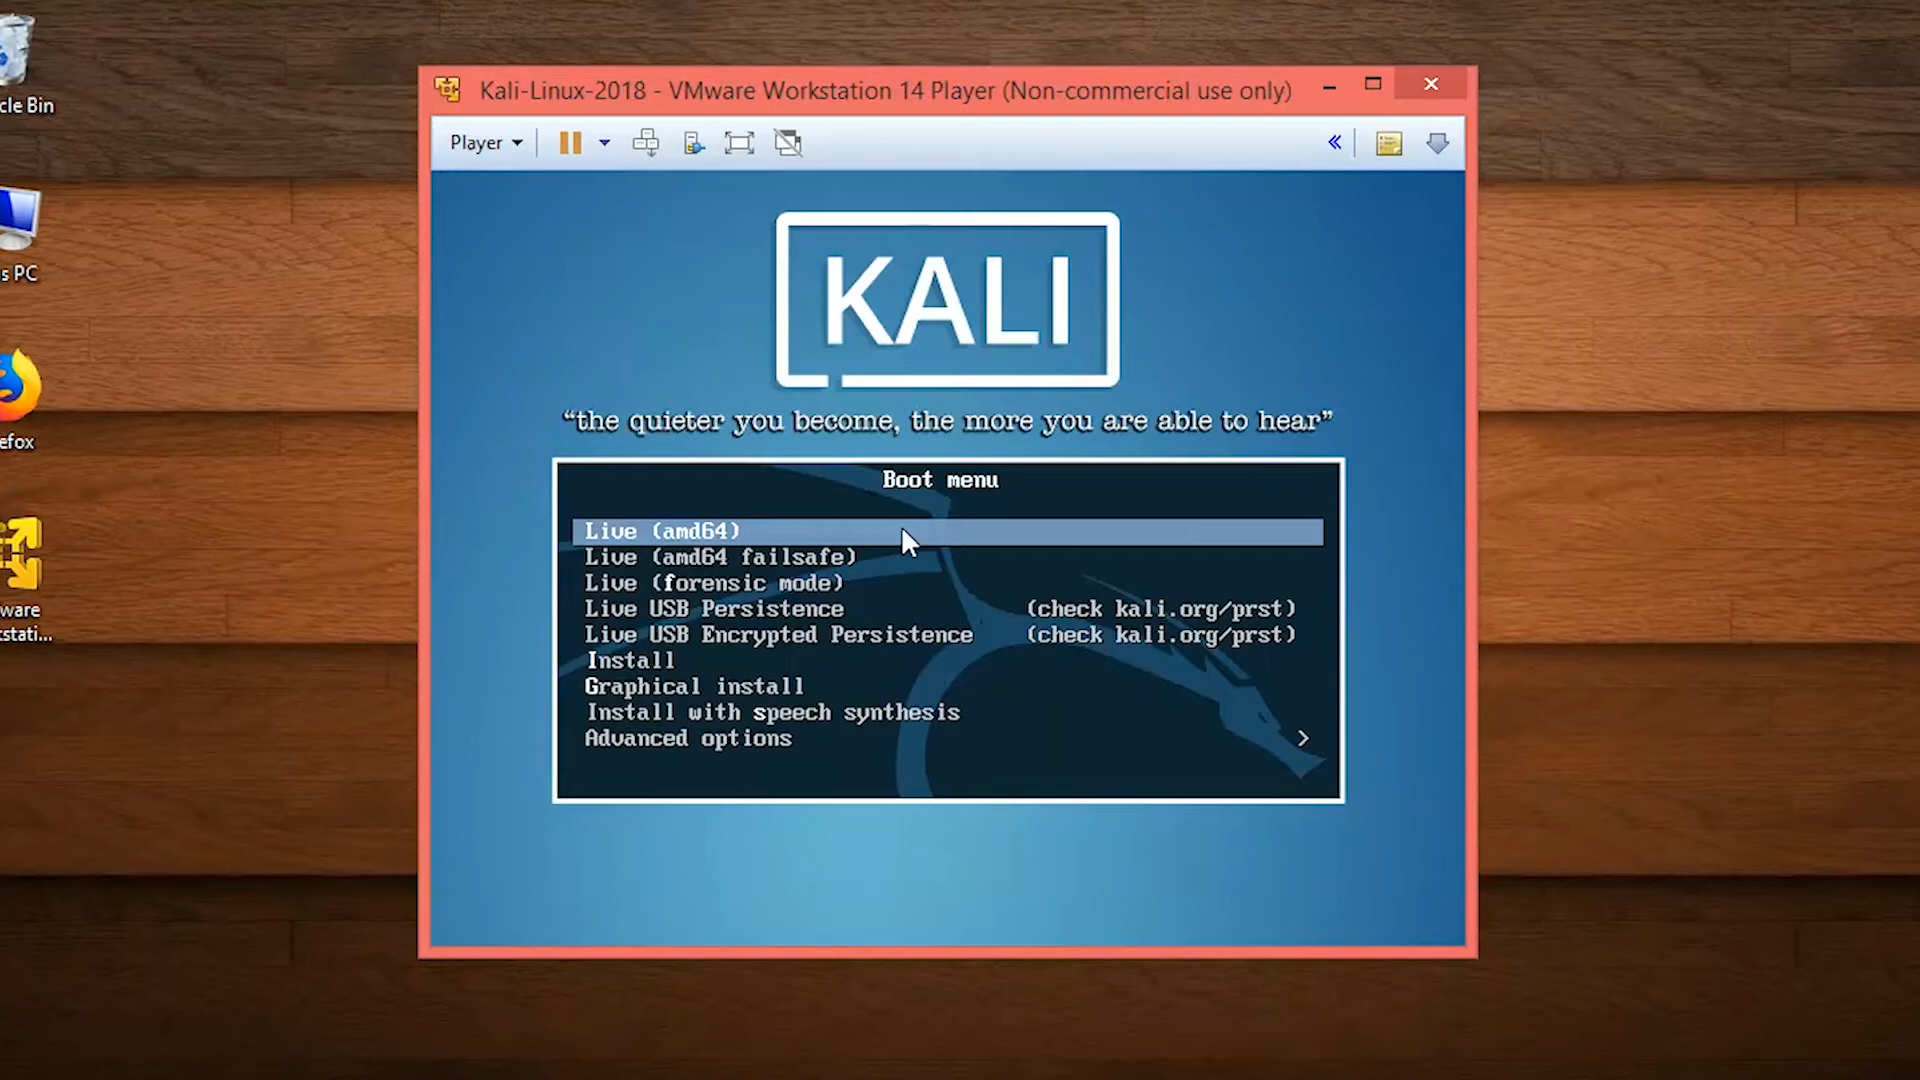 Kali-Linux-2018 - VMware Workstation 14 Player (Non-commercial use only)
Player
KALI
“the quieter you become, the more you are able to hear”
Boot menu
Live (amd64)
Live (amd64 failsafe)
Live (forensic mode)
Live USB Persistence (check kali.org/prst)
Live USB Encrypted Persistence (check kali.org/prst)
Install
Graphical install
Install with speech synthesis
Advanced options >
cle Bin
s PC
efox
ware
stati...